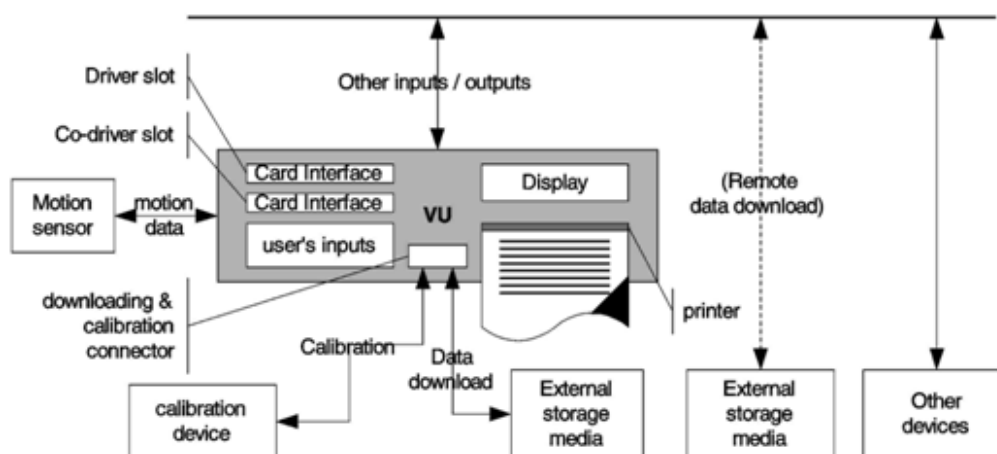 Driver slot
Other inputs / outputs
Co-driver slot
Card Interface
Card Interface
Display
VU
user's inputs
Motion
sensor
motion
data
(Remote
data download)
downloading &
calibration
connector
printer
Calibration
Data
download
calibration
device
External
storage
media
External
storage
media
Other
devices